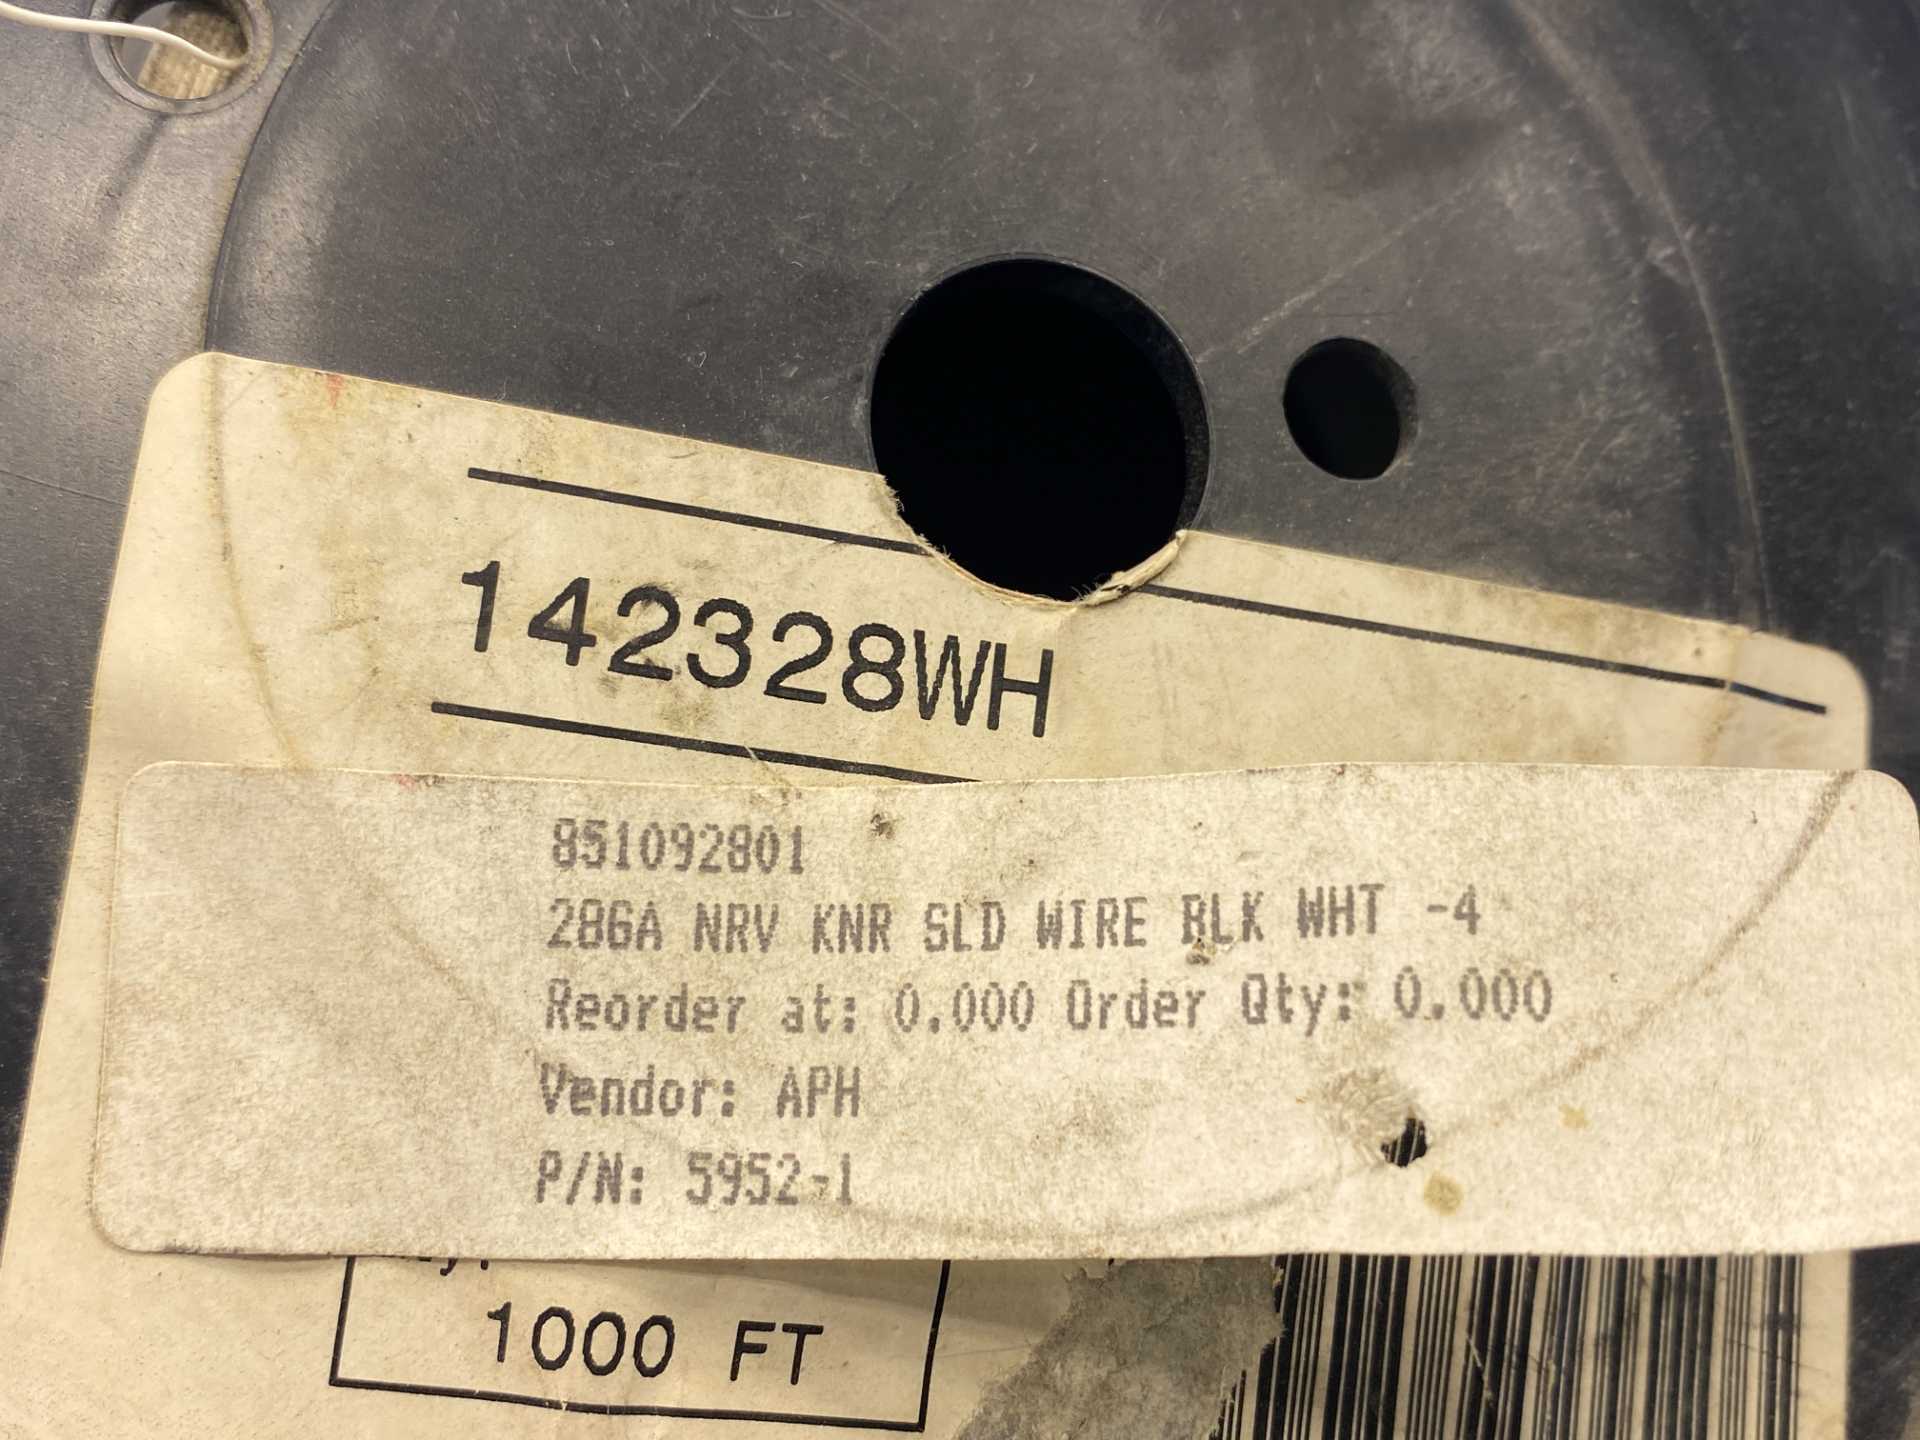 142328WH
851092801
28GA NRV KNR SLD WIRE BLK WHT -4
Reorder at: 0.000 Order Qty: 0.000
Vendor: APH
P/N: 5952-1
1000 FT